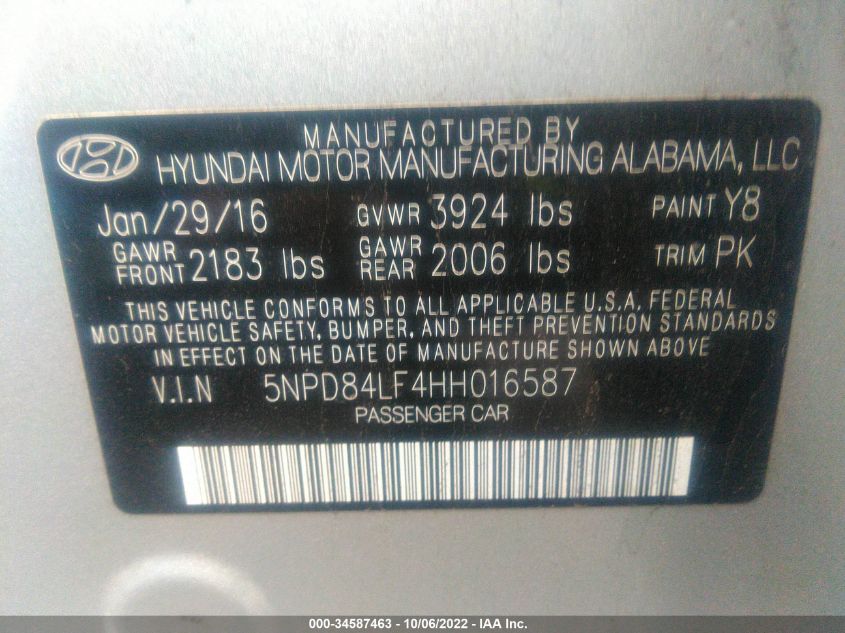 MANUFACTURED BY
HYUNDAI MOTOR MANUFACTURING ALABAMA, LLC
Jan/29/16 GVWR 3924 lbs PAINT Y8
GAWR FRONT 2183 lbs GAWR REAR 2006 lbs TRIM PK
THIS VEHICLE CONFORMS TO ALL APPLICABLE U.S.A. FEDERAL
MOTOR VEHICLE SAFETY, BUMPER, AND THEFT PREVENTION STANDARDS
IN EFFECT ON THE DATE OF MANUFACTURE SHOWN ABOVE
V.I.N 5NPD84LF4HH016587
PASSENGER CAR
000-34587463 - 10/06/2022 - IAA Inc.